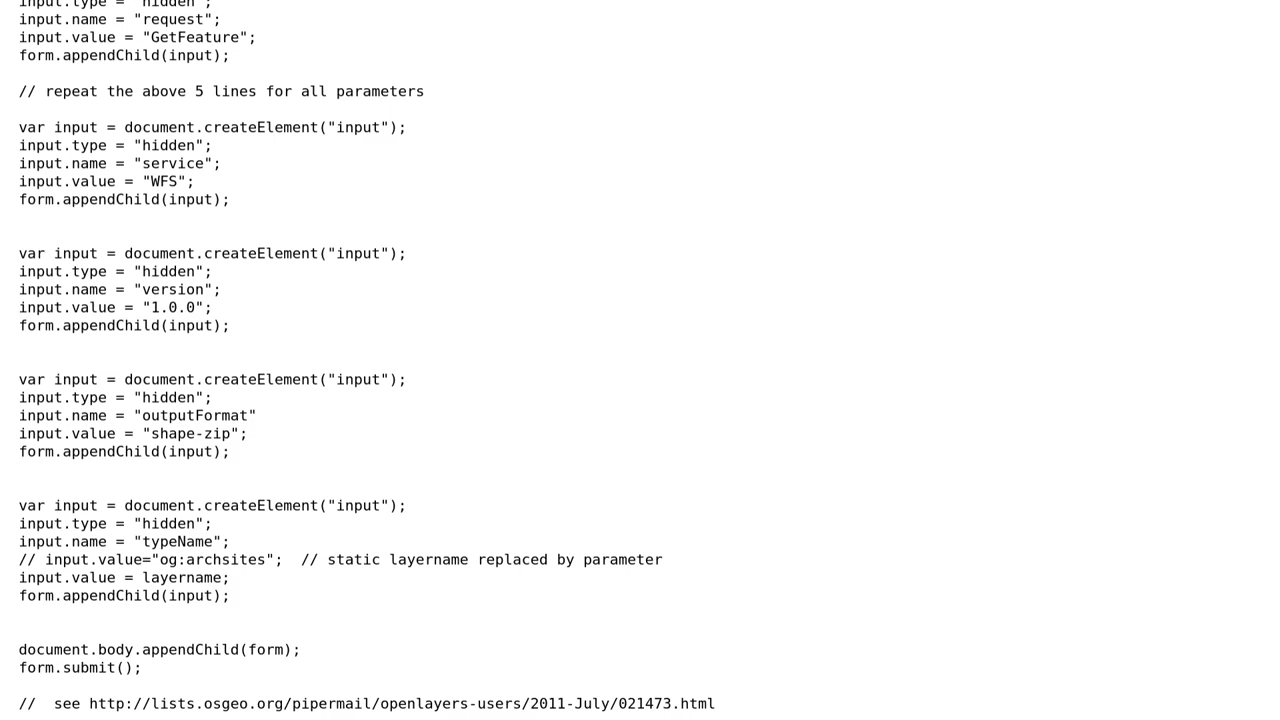 input.type = "hidden";
input.name = "request";
input.value = "GetFeature";
form.appendChild(input);
// repeat the above 5 lines for all parameters
var input = document.createElement("input");
input.type = "hidden";
input.name = "service";
input.value = "WFS";
form.appendChild(input);
var input = document.createElement("input");
input.type = "hidden";
input.name = "version";
input.value = "1.0.0";
form.appendChild(input);
var input = document.createElement("input");
input.type = "hidden";
input.name = "outputFormat"
input.value = "shape-zip";
form.appendChild(input);
var input = document.createElement("input");
input.type = "hidden";
input.name = "typeName";
// input.value="og:archsites";  // static layername replaced by parameter
input.value = layername;
form.appendChild(input);
document.body.appendChild(form);
form.submit();
//  see http://lists.osgeo.org/pipermail/openlayers-users/2011-July/021473.html